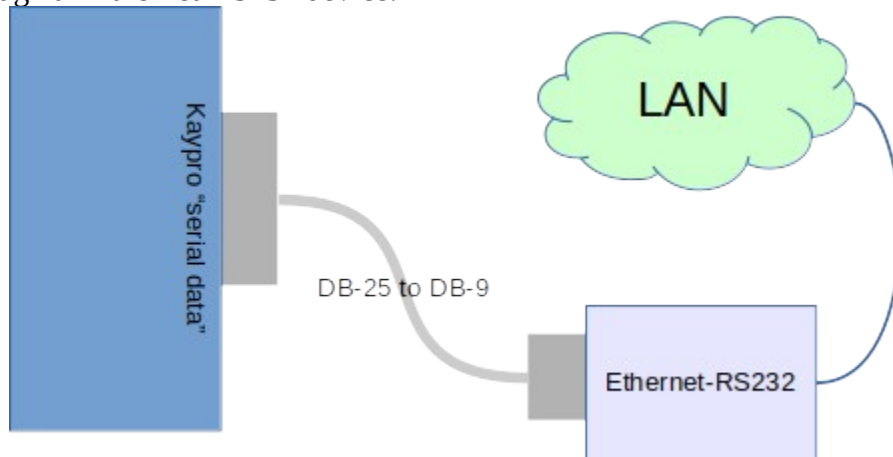 LAN
Kaypro "serial data"
DB-25 to DB-9
Ethernet-RS232